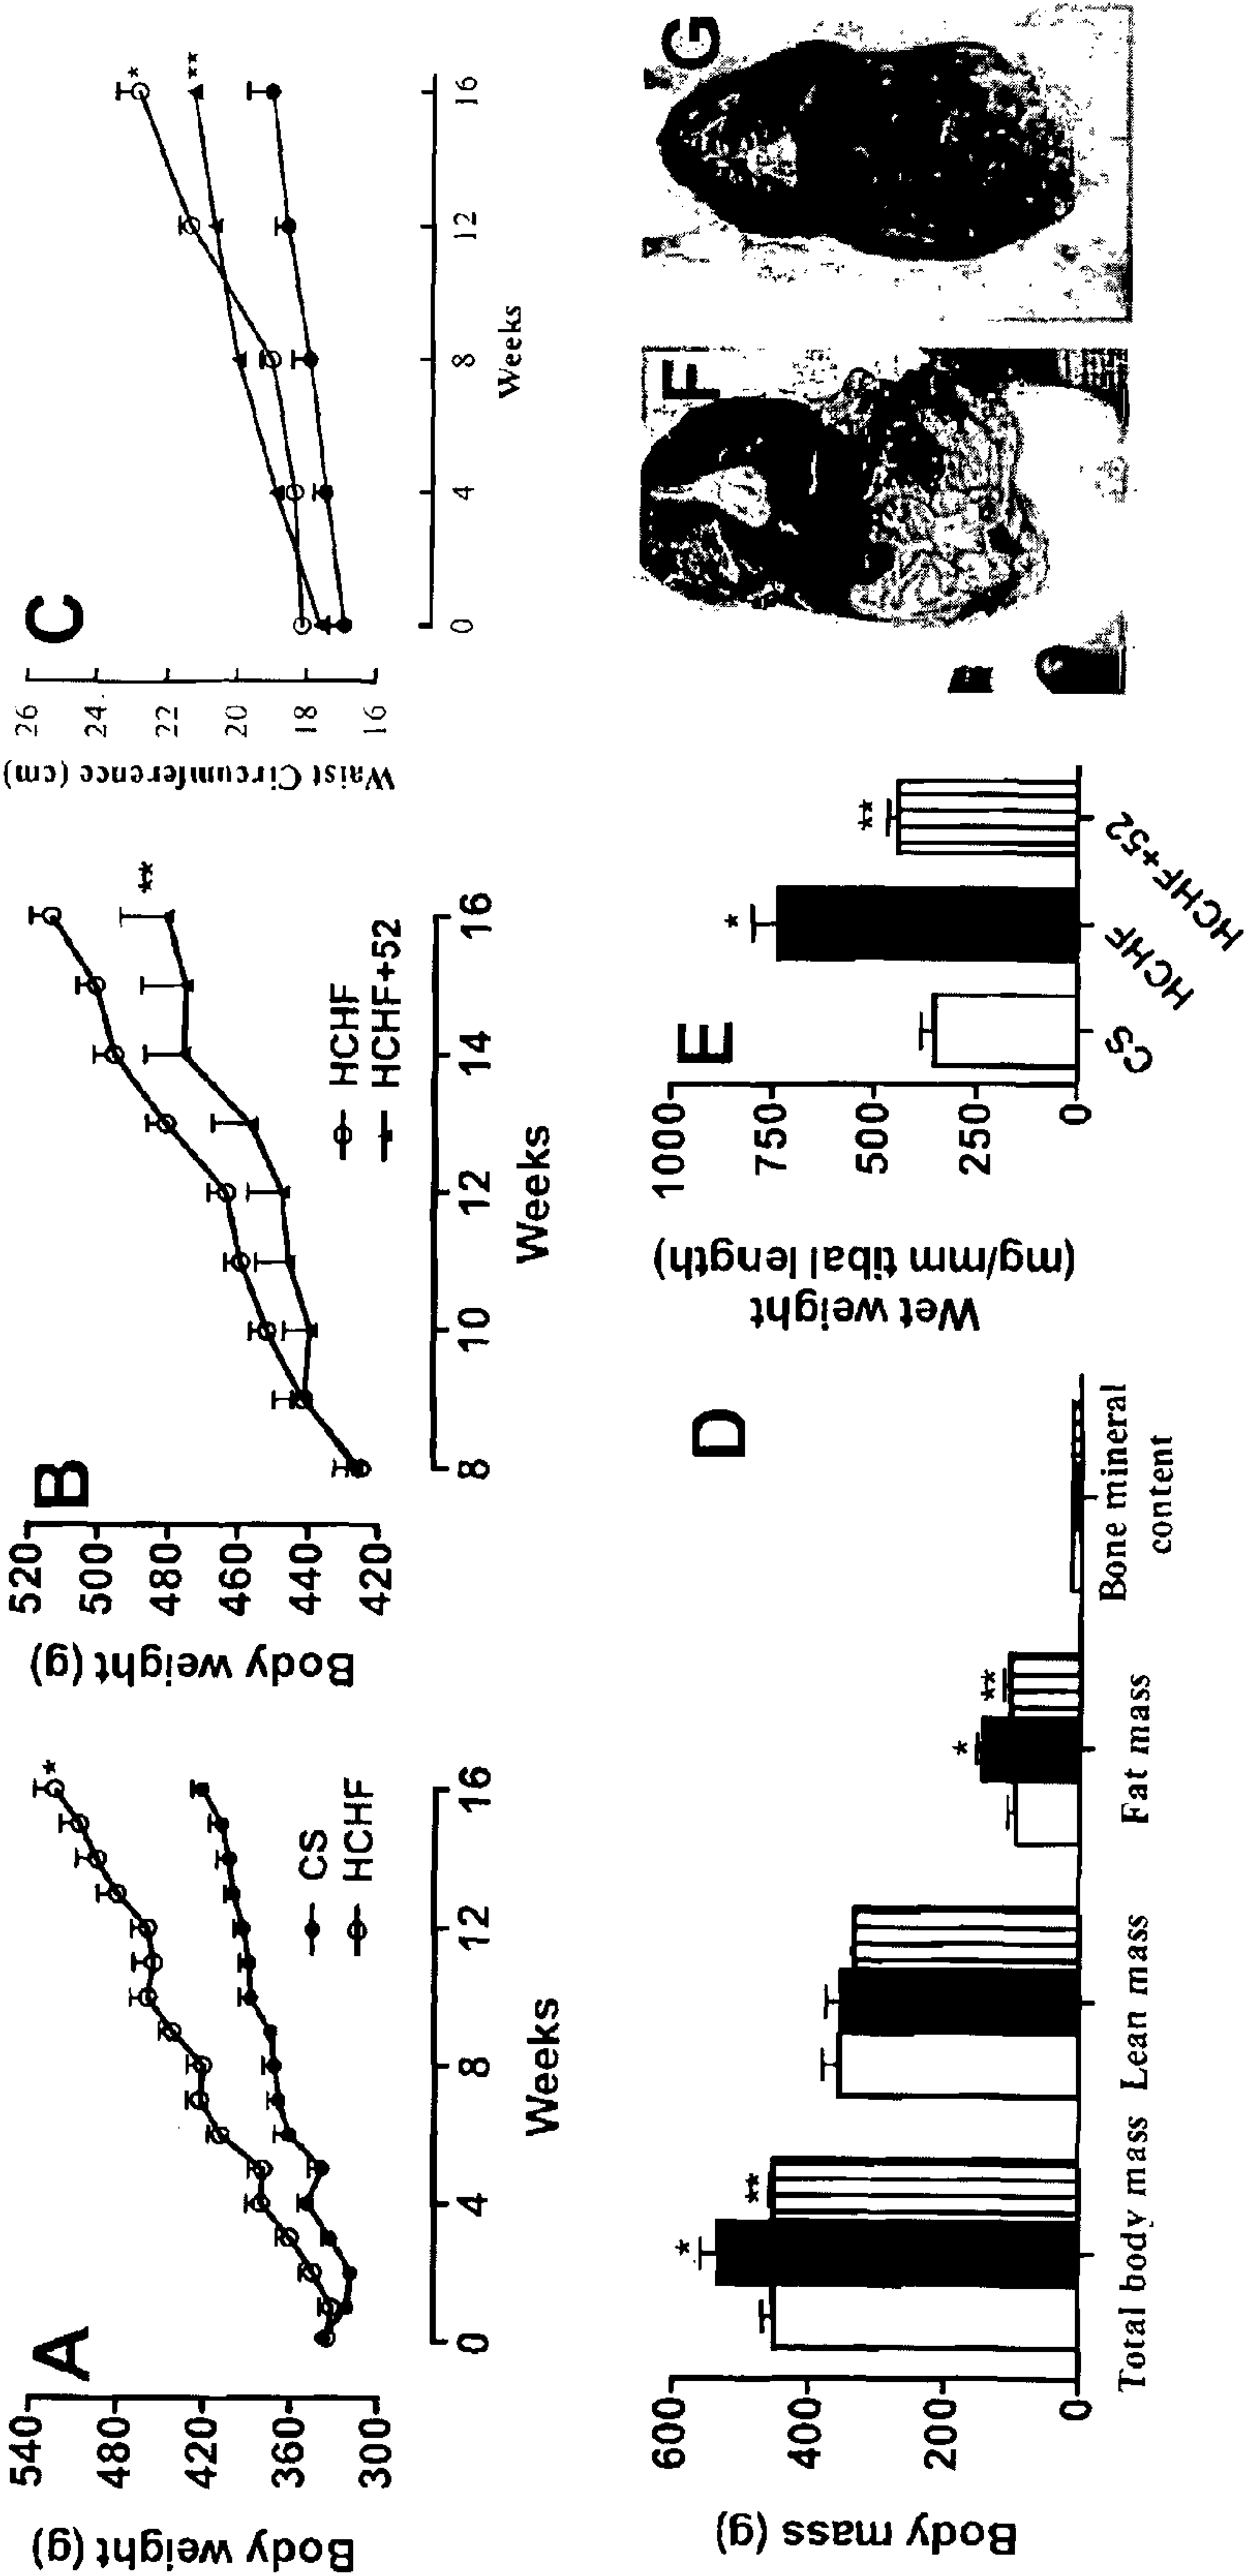 A
Body weight (g)
540
480
420
360
300
0
4
8
12
16
Weeks
CS
HCHF
*
B
Body weight (g)
520
500
480
460
440
420
8
10
12
14
16
Weeks
HCHF
HCHF+52
**
C
Waist Circumference (cm)
26
24
22
20
18
16
0
4
8
12
16
Weeks
*
**
D
Body mass (g)
600
400
200
0
Total body mass
Lean mass
Fat mass
Bone mineral
content
*
**
*
**
E
Wet weight
(mg/mm tibal length)
1000
750
500
250
0
CS
HCHF
HCHF+52
*
**
F
G